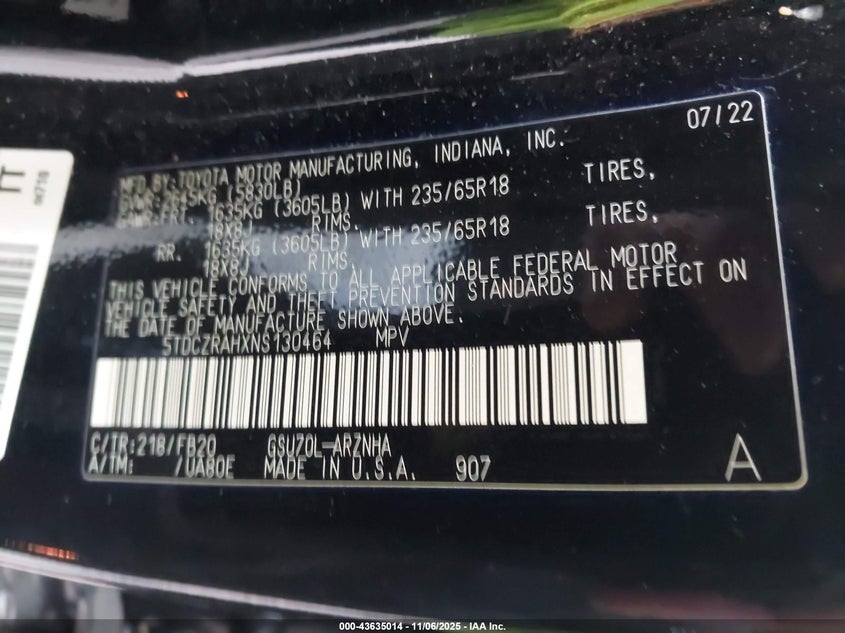 07/22
MFD BY:TOYOTA MOTOR MANUFACTURING, INDIANA, INC.
GVWR:2645KG (5830LB)
GAWR:FRT. 1635KG (3605LB) WITH 235/65R18 TIRES,
18X8J RIMS.
RR. 1635KG (3605LB) WITH 235/65R18 TIRES,
18X8J RIMS.
THIS VEHICLE CONFORMS TO ALL APPLICABLE FEDERAL MOTOR
VEHICLE SAFETY AND THEFT PREVENTION STANDARDS IN EFFECT ON
THE DATE OF MANUFACTURE SHOWN ABOVE.
5TDCZRAHXNS130464 MPV
C/TR:218/FB20 GSU70L-ARZNHA
A/TM: /UA80E MADE IN U.S.A. 907
A
000-43635014 - 11/06/2025 - IAA Inc.